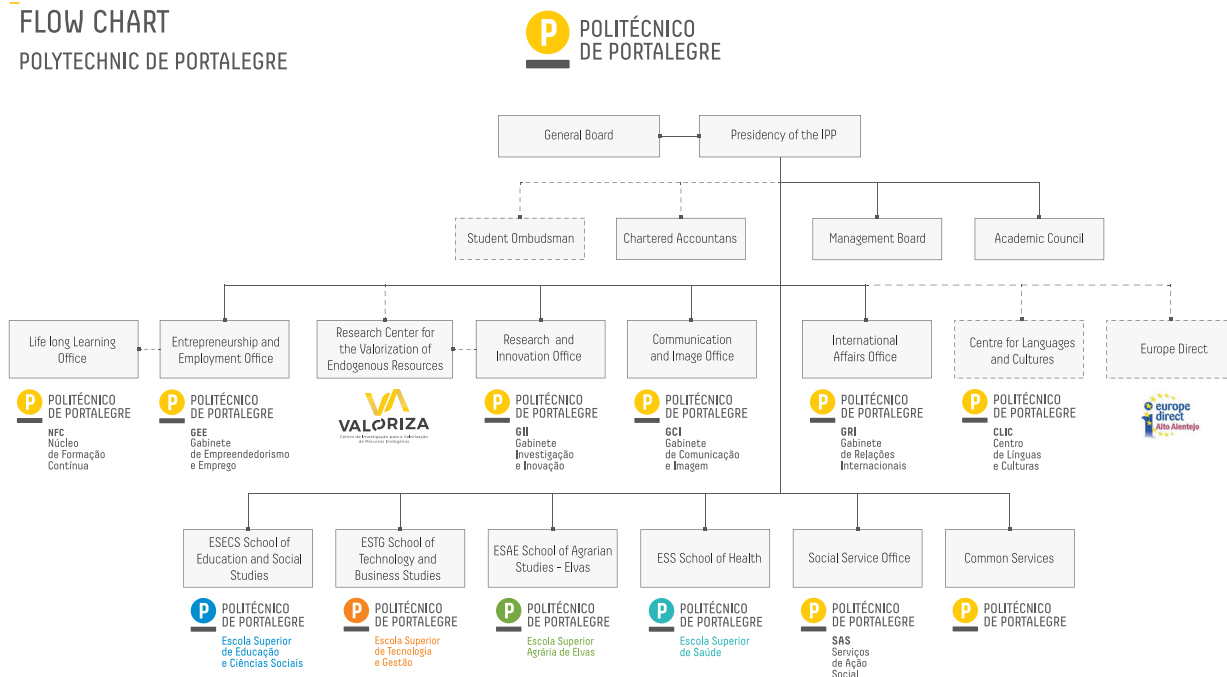 FLOW CHART
POLYTECHNIC DE PORTALEGRE
P
POLITÉCNICO
DE PORTALEGRE
General Board
Presidency of the IPP
Student Ombudsman
Chartered Accountans
Management Board
Academic Council
Life long Learning
Office
Entrepreneurship and
Employment Office
Research Center for
the Valorization of
Endogenous Resources
Research and
Innovation Office
Communication
and Image Office
International
Affairs Office
Centre for Languages
and Cultures
Europe Direct
P
POLITÉCNICO
DE PORTALEGRE
NFC
Núcleo
de Formação
Contínua
P
POLITÉCNICO
DE PORTALEGRE
GEE
Gabinete
de Empreendedorismo
e Emprego
VALORIZA
Centro de Investigação para a Valorização
de Recursos Endógenos
P
POLITÉCNICO
DE PORTALEGRE
GII
Gabinete
Investigação
e Inovação
P
POLITÉCNICO
DE PORTALEGRE
GCI
Gabinete
de Comunicação
e Imagem
P
POLITÉCNICO
DE PORTALEGRE
GRI
Gabinete
de Relações
Internacionais
P
POLITÉCNICO
DE PORTALEGRE
CLIC
Centro
de Línguas
e Culturas
europe
direct
Alto Alentejo
ESECS School of
Education and Social
Studies
ESTG School of
Technology and
Business Studies
ESAE School of Agrarian
Studies - Elvas
ESS School of Health
Social Service Office
Common Services
P
POLITÉCNICO
DE PORTALEGRE
Escola Superior
de Educação
e Ciências Sociais
P
POLITÉCNICO
DE PORTALEGRE
Escola Superior
de Tecnologia
e Gestão
P
POLITÉCNICO
DE PORTALEGRE
Escola Superior
Agrária de Elvas
P
POLITÉCNICO
DE PORTALEGRE
Escola Superior
de Saúde
P
POLITÉCNICO
DE PORTALEGRE
SAS
Serviços
de Ação
Social
P
POLITÉCNICO
DE PORTALEGRE